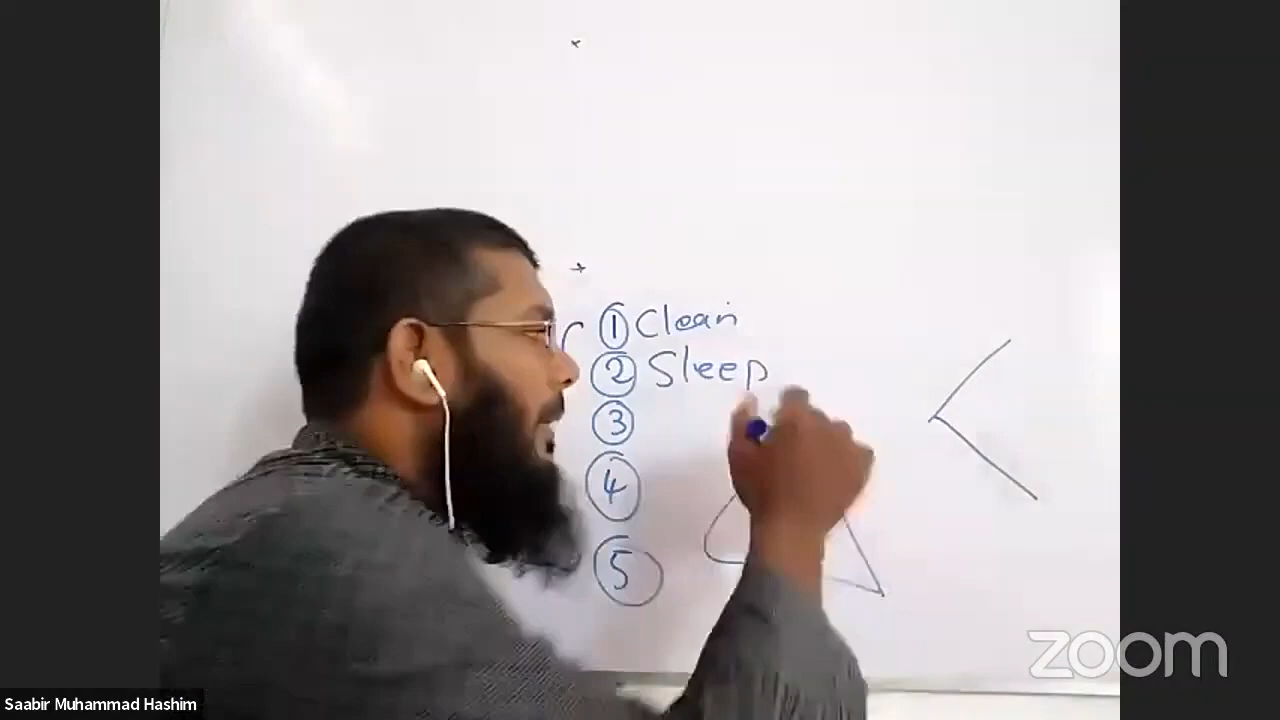 ① Clean
② Sleep
③
④
⑤
zoom
Saabir Muhammad Hashim